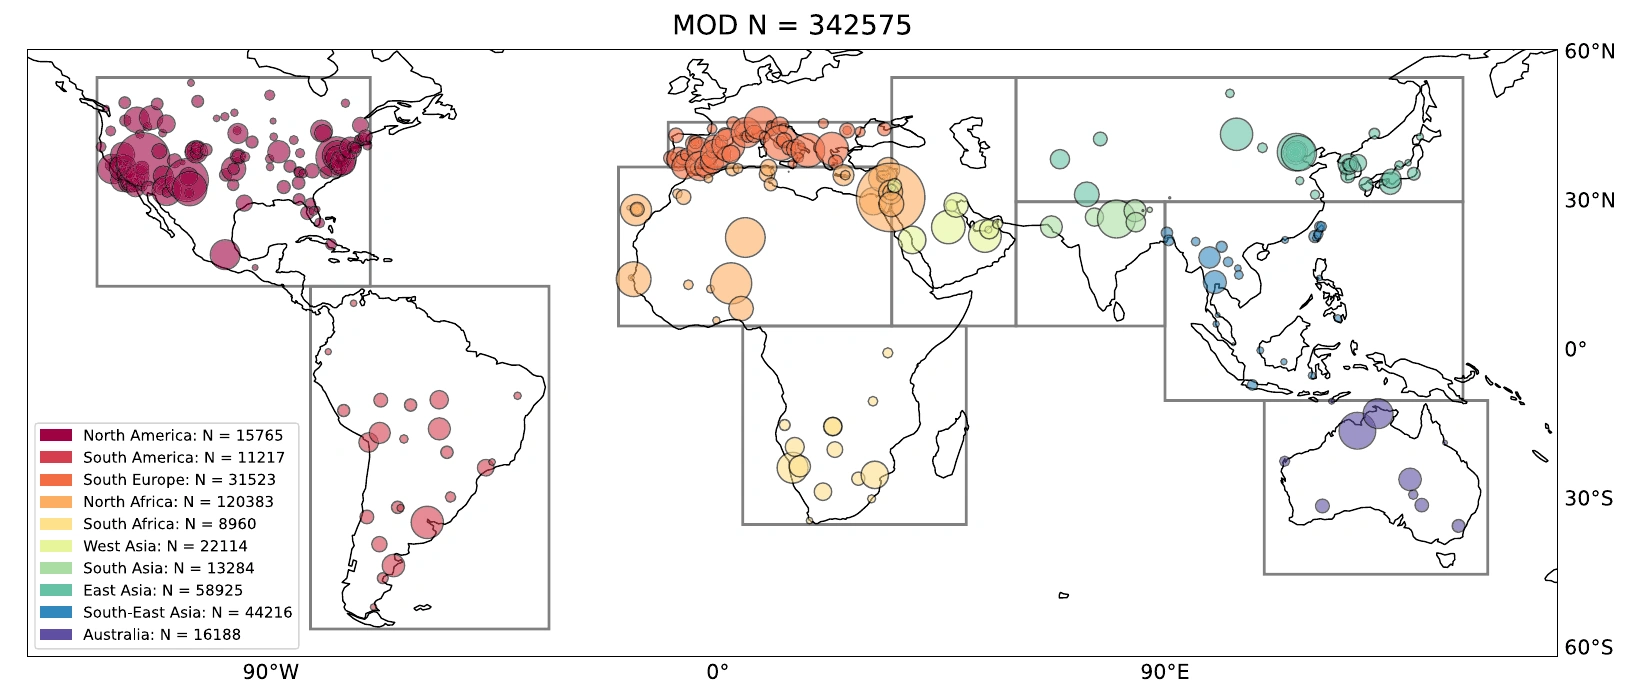 MOD N = 342575
60°N
30°N
0°
30°S
60°S
North America: N = 15765
South America: N = 11217
South Europe: N = 31523
North Africa: N = 120383
South Africa: N = 8960
West Asia: N = 22114
South Asia: N = 13284
East Asia: N = 58925
South-East Asia: N = 44216
Australia: N = 16188
90°W
0°
90°E